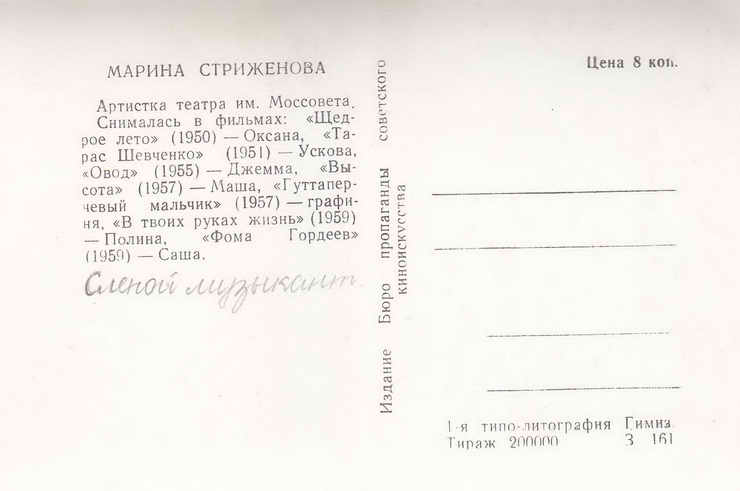 МАРИНА СТРИЖЕНОВА
Артистка театра им. Моссовета.
Снималась в фильмах: «Щед-
рое лето» (1950) — Оксана, «Та-
рас Шевченко» (1951) — Ускова,
«Овод» (1955) — Джемма, «Вы-
сота» (1957) — Маша, «Гуттапер-
чевый мальчик» (1957) — графи-
ня, «В твоих руках жизнь» (1959)
— Полина, «Фома Гордеев»
(1959) — Саша.
Слепой музыкант.
Издание Бюро пропаганды советского
киноискусства
Цена 8 коп.
1-я типо-литография Гимиз.
Тираж 200000 З 161